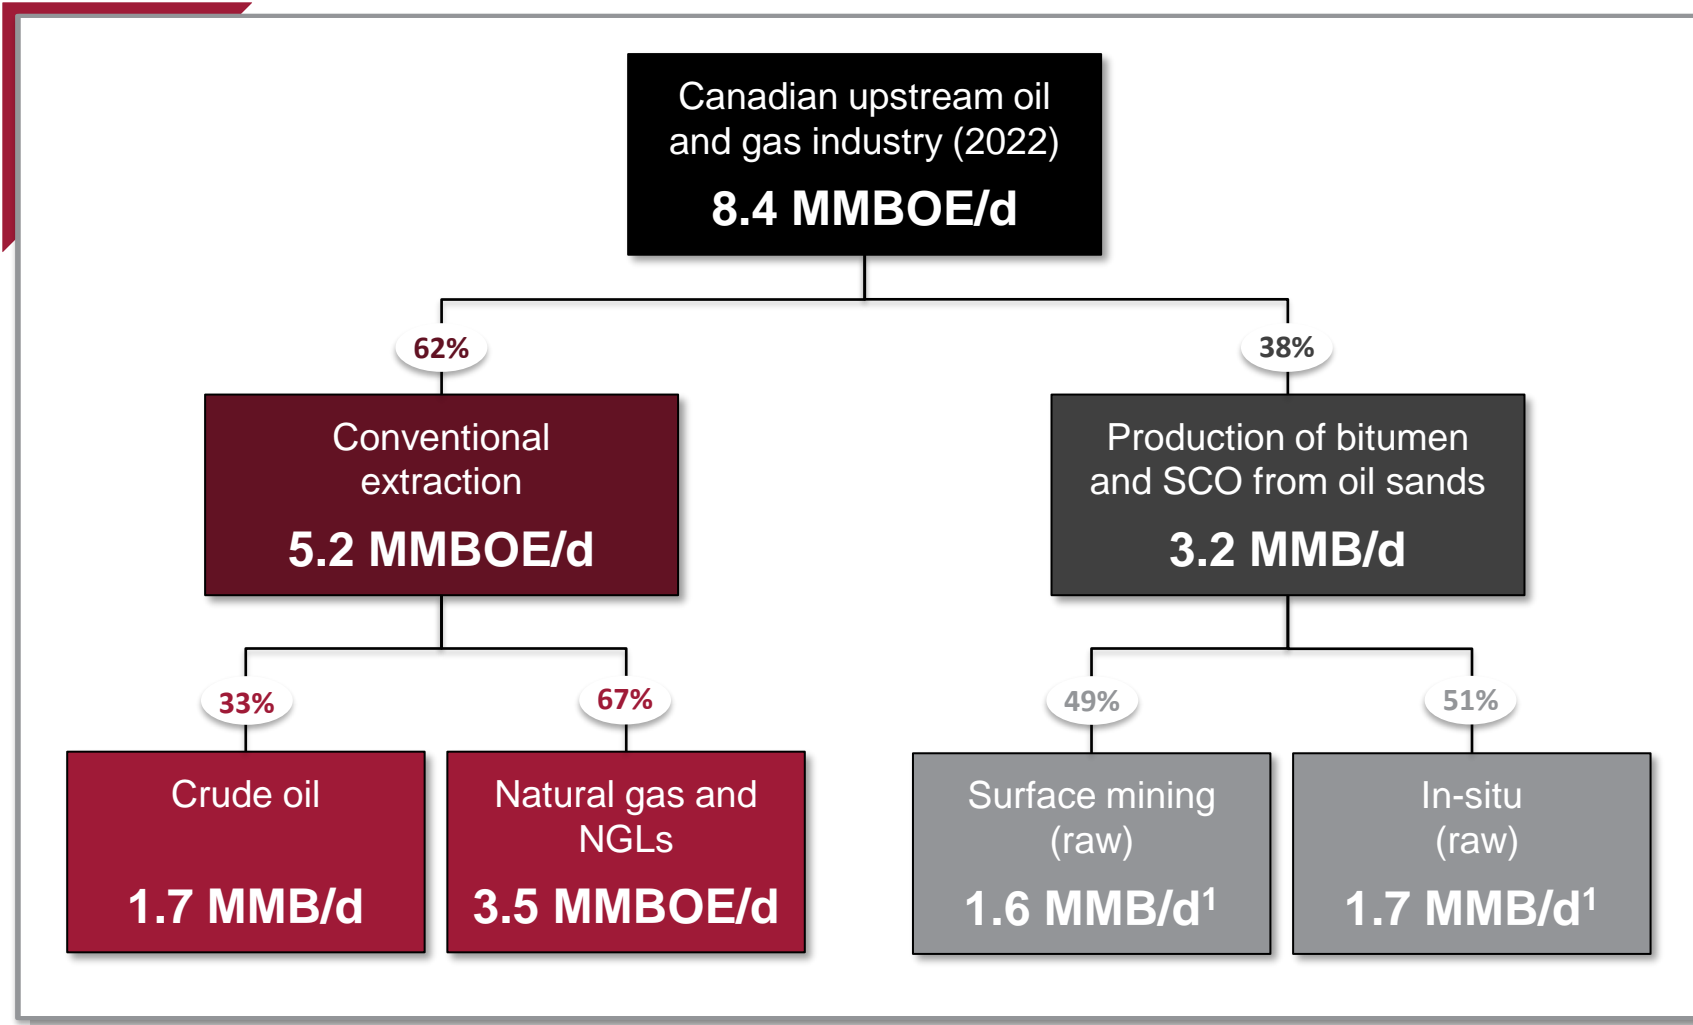 Canadian upstream oil
and gas industry (2022)
8.4 MMBOE/d
62%
38%
Conventional
extraction
5.2 MMBOE/d
Production of bitumen
and SCO from oil sands
3.2 MMB/d
33%
67%
49%
51%
Crude oil
1.7 MMB/d
Natural gas and
NGLs
3.5 MMBOE/d
Surface mining
(raw)
1.6 MMB/d¹
In-situ
(raw)
1.7 MMB/d¹